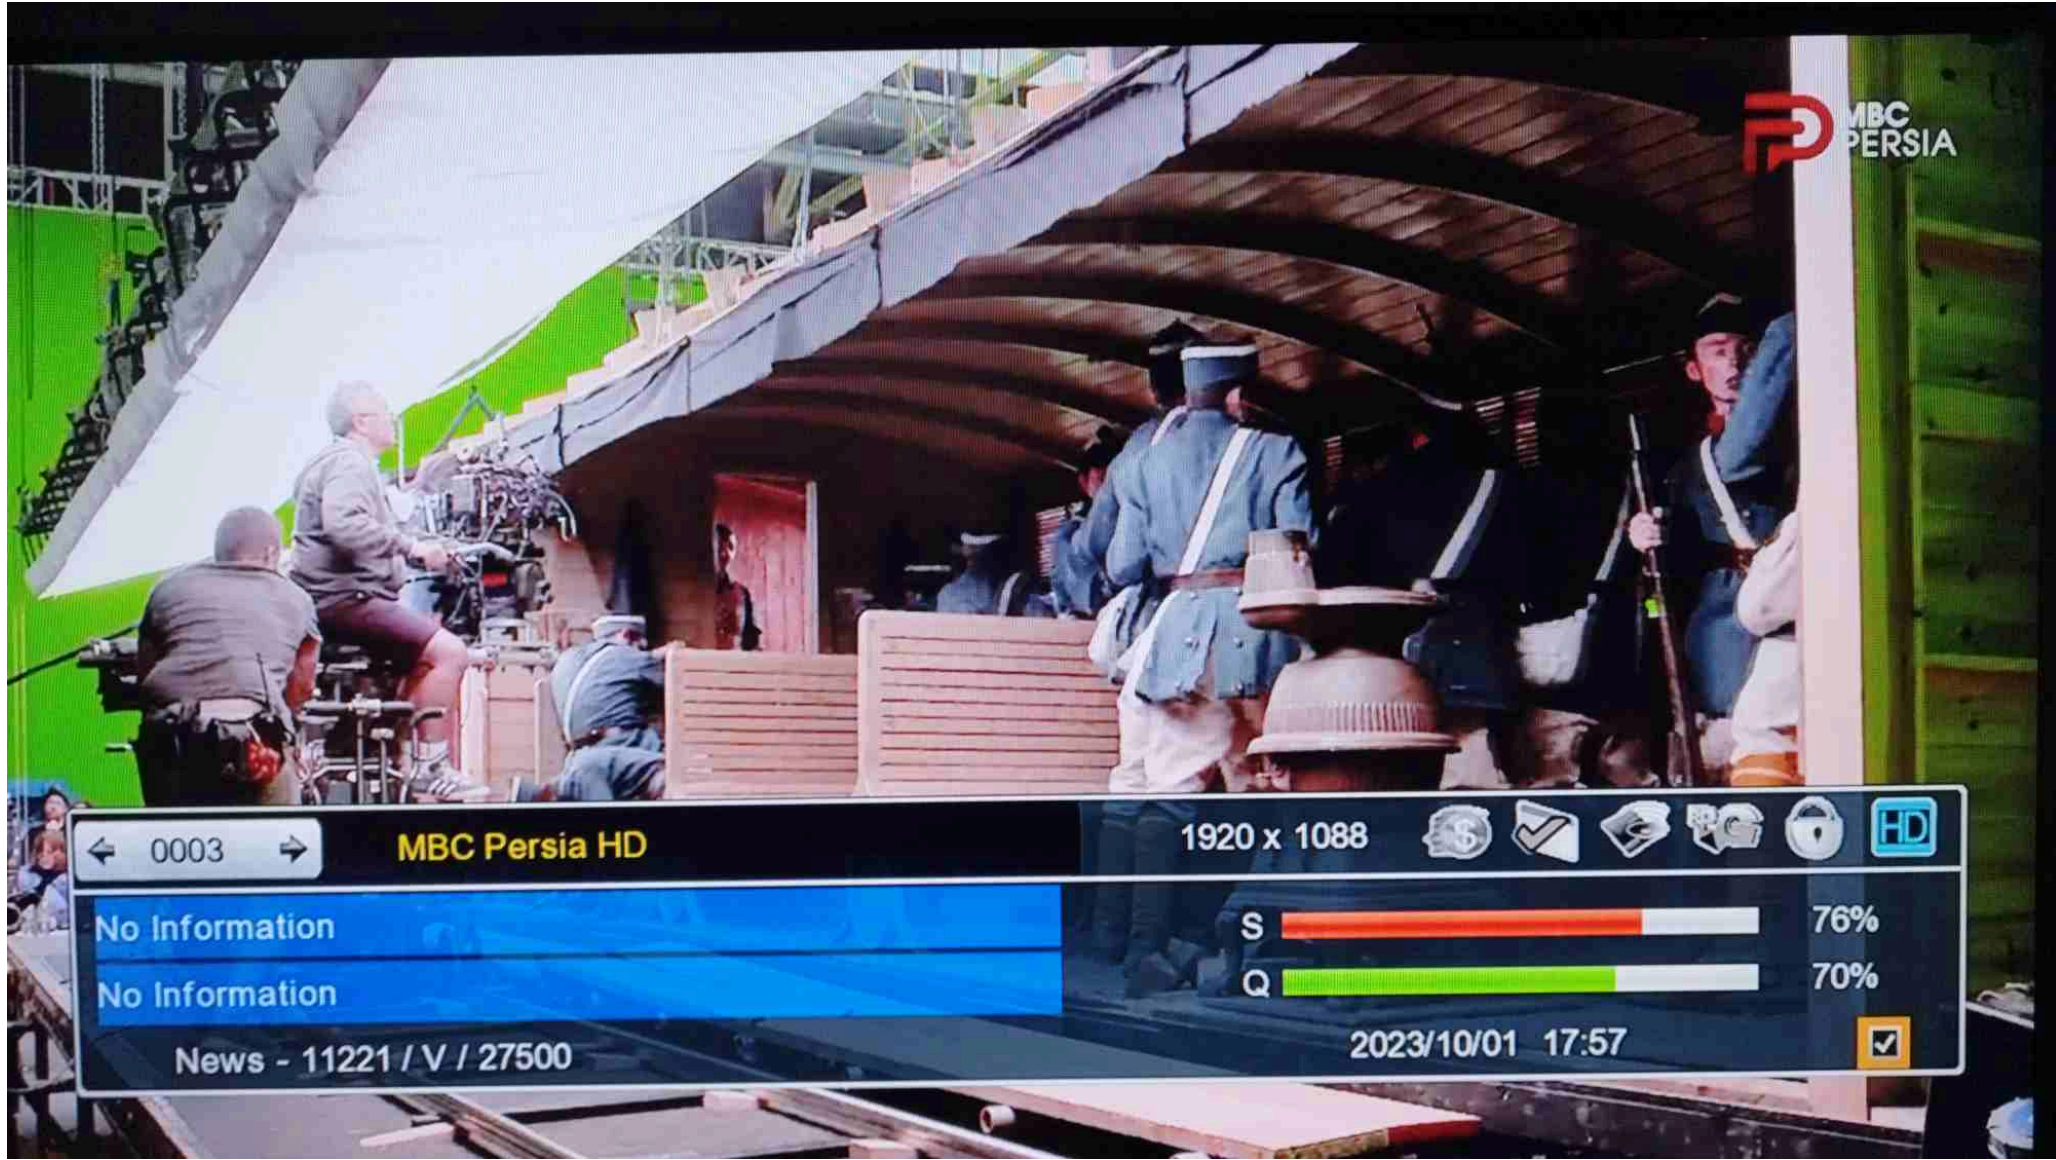 MBC
PERSIA
0003
MBC Persia HD
1920 x 1088
$
HD
No Information
No Information
S
76%
Q
70%
News - 11221 / V / 27500
2023/10/01 17:57